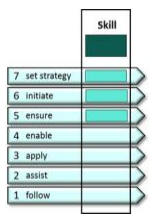 Skill
7 set strategy
6 initiate
5 ensure
4 enable
3 apply
2 assist
1 follow